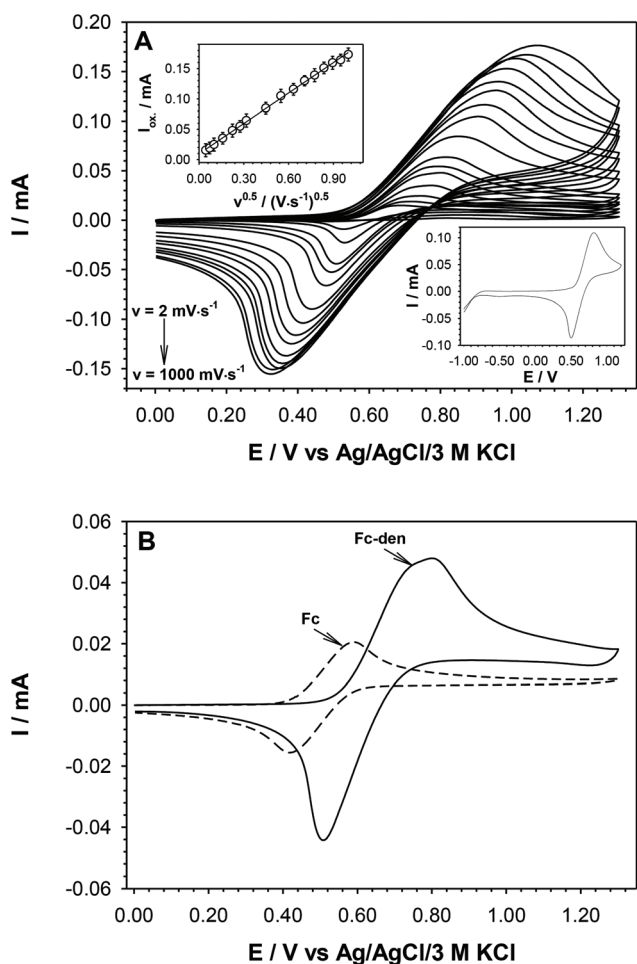 A
I / mA
0.20
0.15
0.10
0.05
0.00
-0.05
-0.10
-0.15
I_ox. / mA
0.15
0.10
0.05
0.00
0.00 0.30 0.60 0.90
v^0.5 / (V·s^-1)^0.5
v = 2 mV·s^-1
v = 1000 mV·s^-1
I / mA
0.10
0.05
0.00
-0.05
-0.10
-1.00 0.00 0.50 1.00
E / V
0.00 0.20 0.40 0.60 0.80 1.00 1.20
E / V vs Ag/AgCl/3 M KCl
B
Fc-den
Fc
I / mA
0.06
0.04
0.02
0.00
-0.02
-0.04
-0.06
0.00 0.20 0.40 0.60 0.80 1.00 1.20
E / V vs Ag/AgCl/3 M KCl